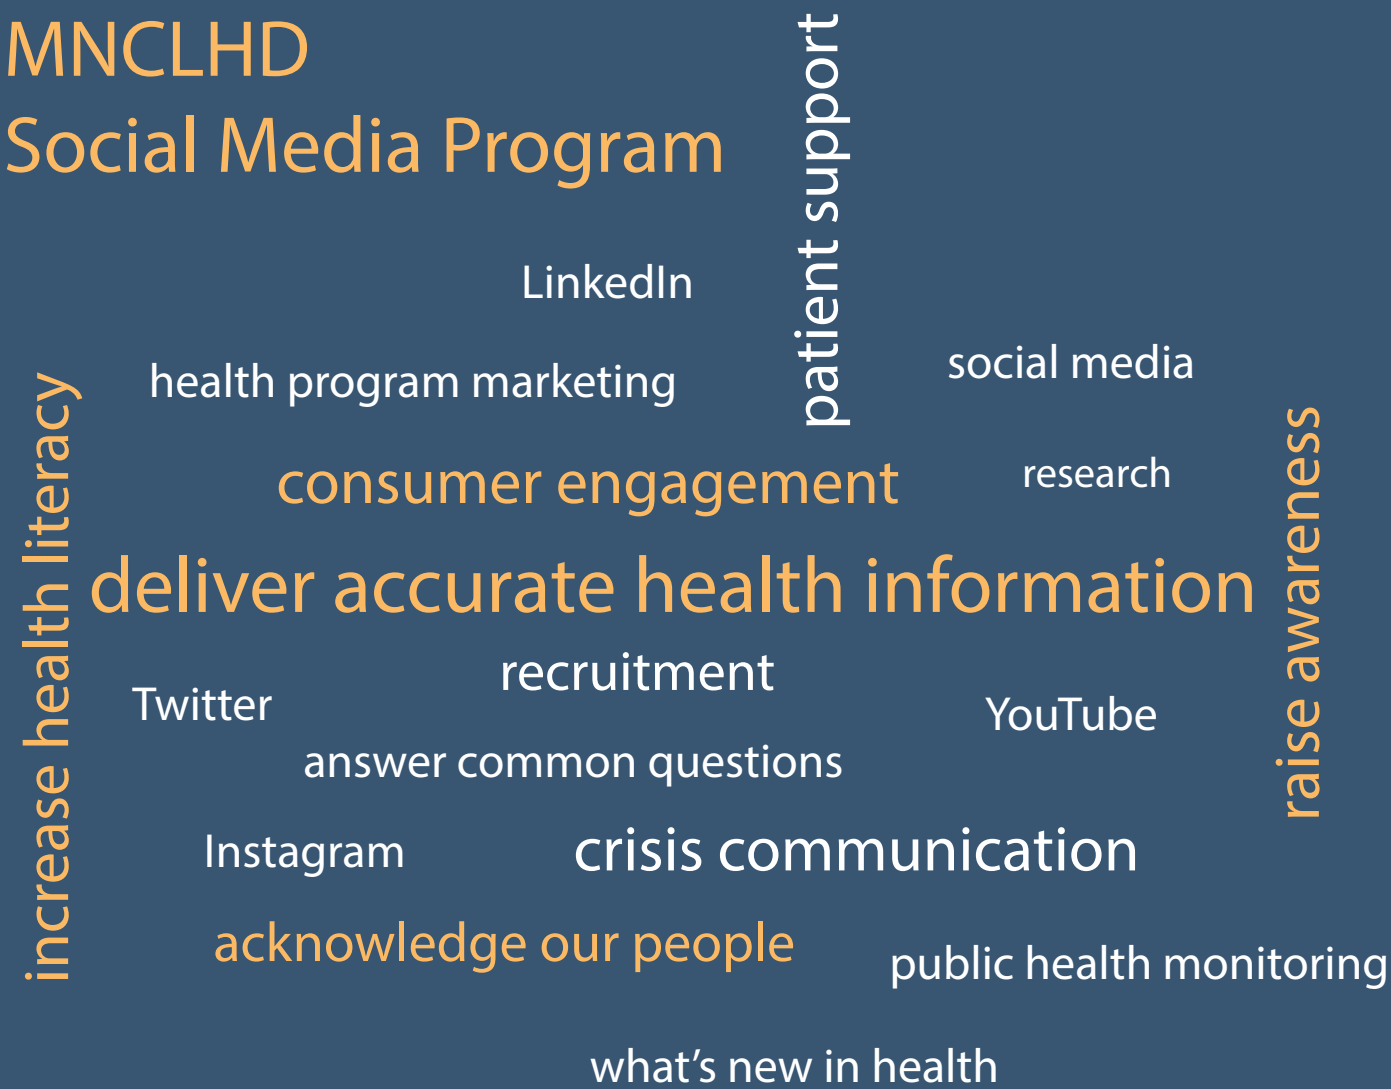 MNCLHD
Social Media Program
patient support
LinkedIn
social media
health program marketing
increase health literacy
consumer engagement
research
raise awareness
deliver accurate health information
recruitment
Twitter
YouTube
answer common questions
Instagram
crisis communication
acknowledge our people
public health monitoring
what’s new in health